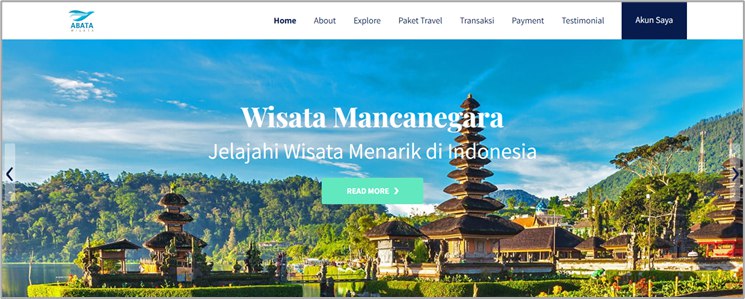 ABATA
WISATA
Home About Explore Paket Travel Transaksi Payment Testimonial Akun Saya
Wisata Mancanegara
Jelajahi Wisata Menarik di Indonesia
READ MORE